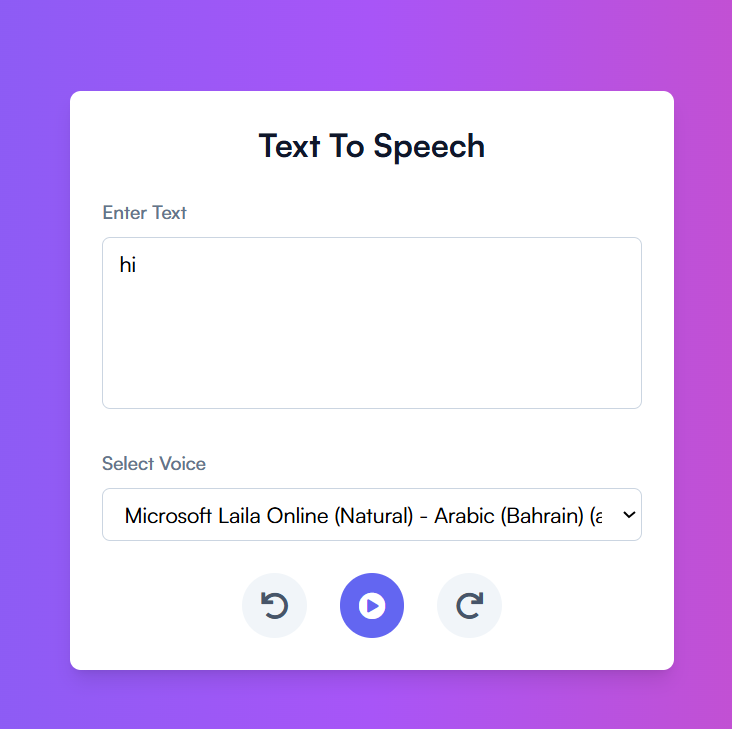 Text To Speech
Enter Text
hi
Select Voice
Microsoft Laila Online (Natural) - Arabic (Bahrain) (a